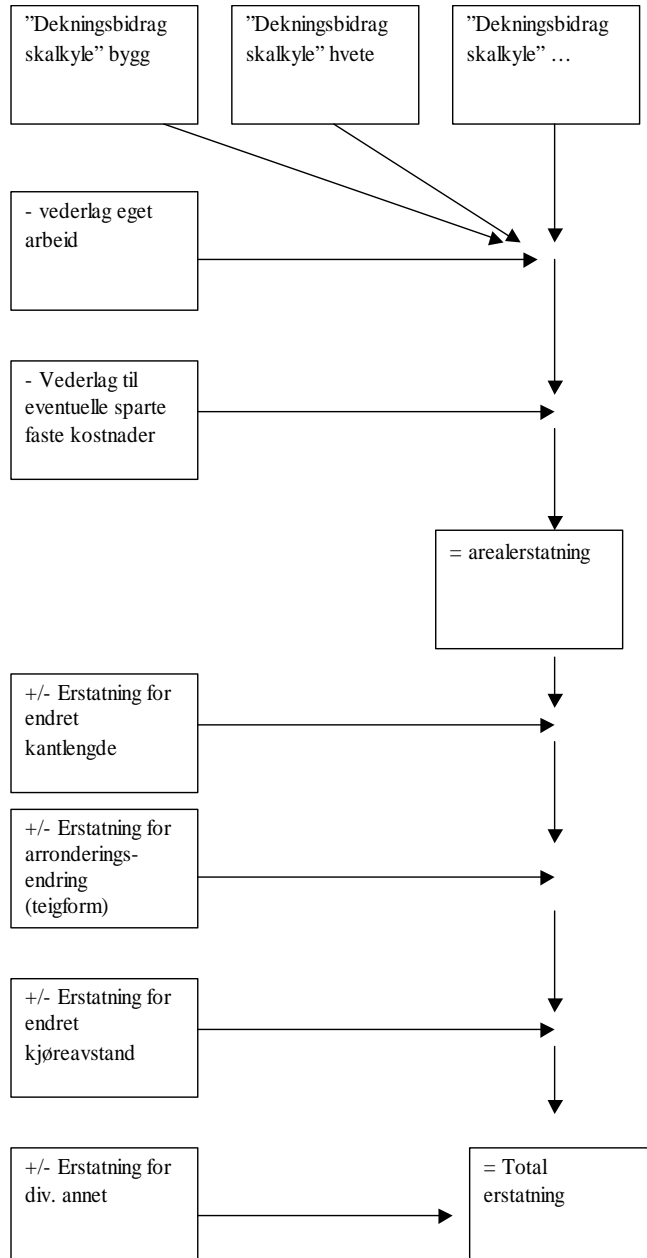 ”Dekningsbidrag
skalkyle” bygg
”Dekningsbidrag
skalkyle” hvete
”Dekningsbidrag
skalkyle” …
- vederlag eget
arbeid
- Vederlag til
eventuelle sparte
faste kostnader
= arealerstatning
+/- Erstatning for
endret
kantlengde
+/- Erstatning for
arronderings-
endring
(teigform)
+/- Erstatning for
endret
kjøreavstand
+/- Erstatning for
div. annet
= Total
erstatning